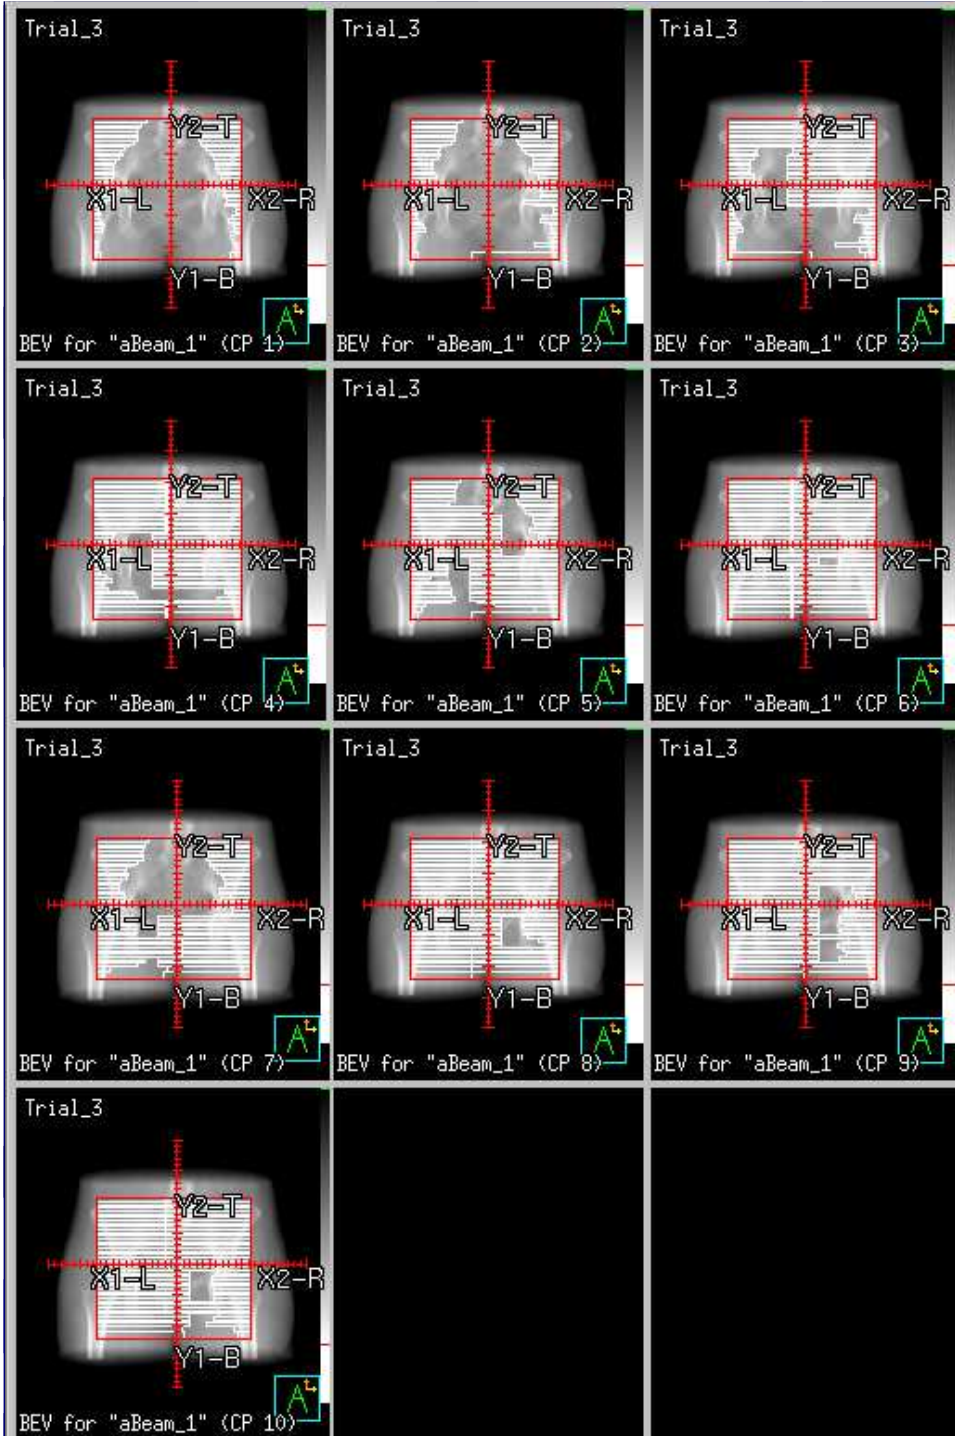 Trial_3
Y2-T
X1-L X2-R
Y1-B
A
BEV for "aBeam_1" (CP 1)
Trial_3
Y2-T
X1-L X2-R
Y1-B
A
BEV for "aBeam_1" (CP 2)
Trial_3
Y2-T
X1-L X2-R
Y1-B
A
BEV for "aBeam_1" (CP 3)
Trial_3
Y2-T
X1-L X2-R
Y1-B
A
BEV for "aBeam_1" (CP 4)
Trial_3
Y2-T
X1-L X2-R
Y1-B
A
BEV for "aBeam_1" (CP 5)
Trial_3
Y2-T
X1-L X2-R
Y1-B
A
BEV for "aBeam_1" (CP 6)
Trial_3
Y2-T
X1-L X2-R
Y1-B
A
BEV for "aBeam_1" (CP 7)
Trial_3
Y2-T
X1-L X2-R
Y1-B
A
BEV for "aBeam_1" (CP 8)
Trial_3
Y2-T
X1-L X2-R
Y1-B
A
BEV for "aBeam_1" (CP 9)
Trial_3
Y2-T
X1-L X2-R
Y1-B
A
BEV for "aBeam_1" (CP 10)